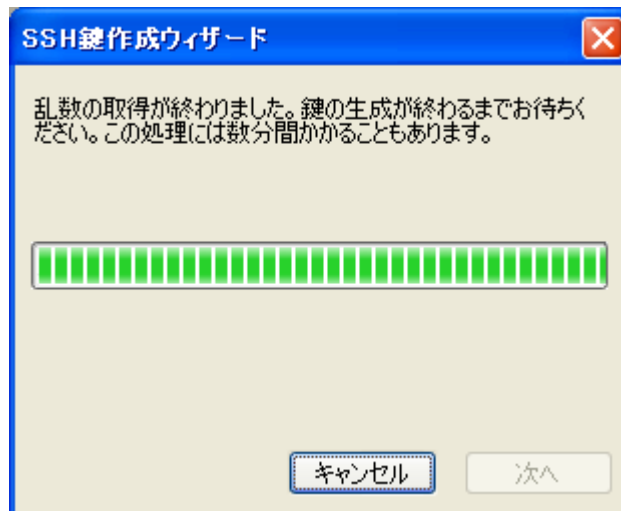 SSH鍵作成ウィザード
乱数の取得が終わりました。鍵の生成が終わるまでお待ちく
ださい。この処理には数分間かかることもあります。
キャンセル
次へ